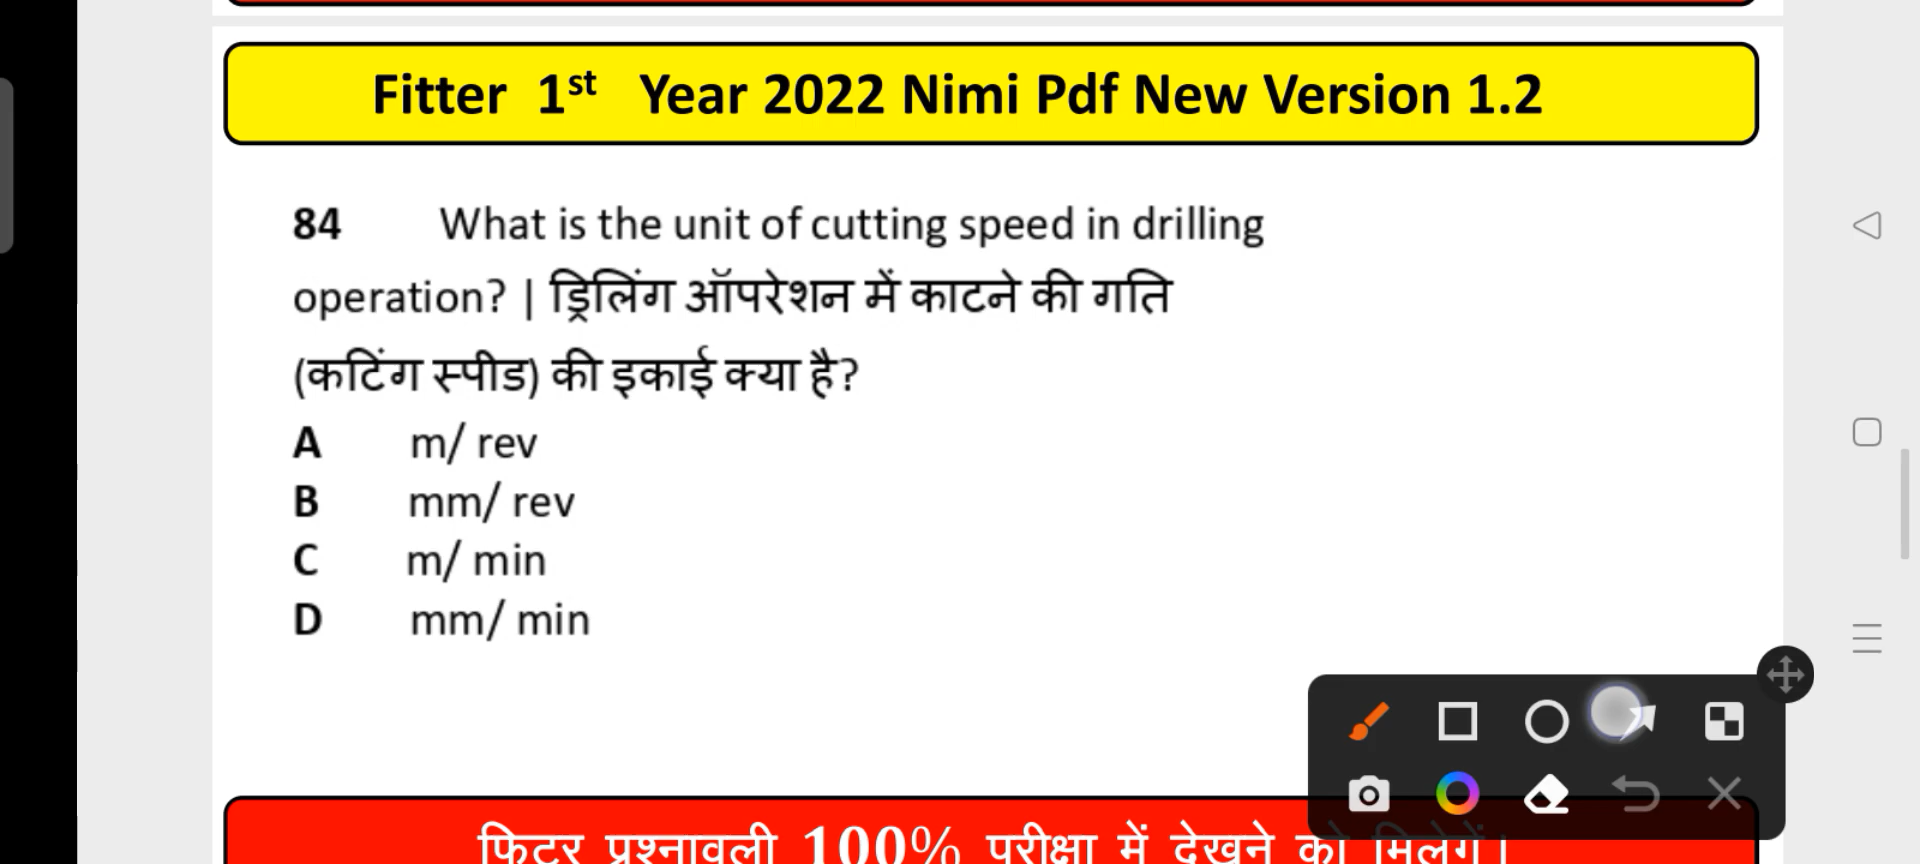 Fitter 1st Year 2022 Nimi Pdf New Version 1.2
84 What is the unit of cutting speed in drilling
operation? | ड्रिलिंग ऑपरेशन में काटने की गति
(कटिंग स्पीड) की इकाई क्या है?
A m/ rev
B mm/ rev
C m/ min
D mm/ min
फिटर प्रश्नावली 100% परीक्षा में देखने को मिलेगें।